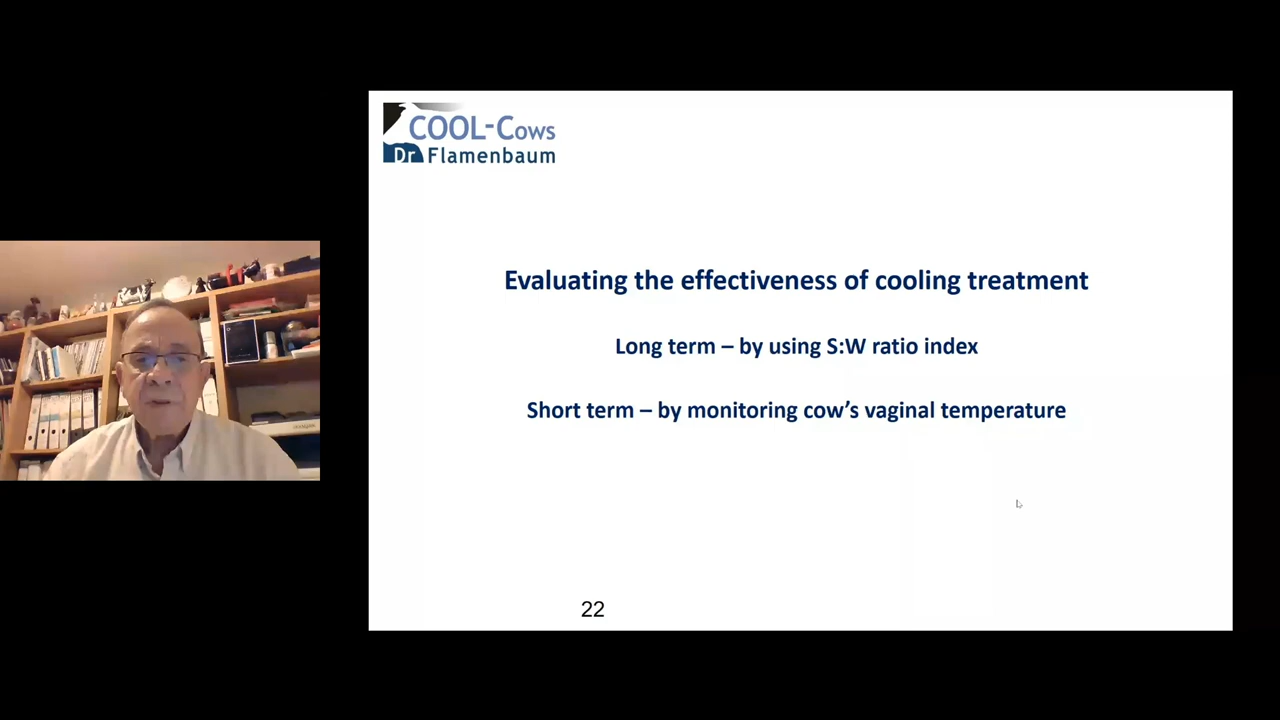 COOL-Cows
Dr Flamenbaum
Evaluating the effectiveness of cooling treatment
Long term – by using S:W ratio index
Short term – by monitoring cow’s vaginal temperature
22